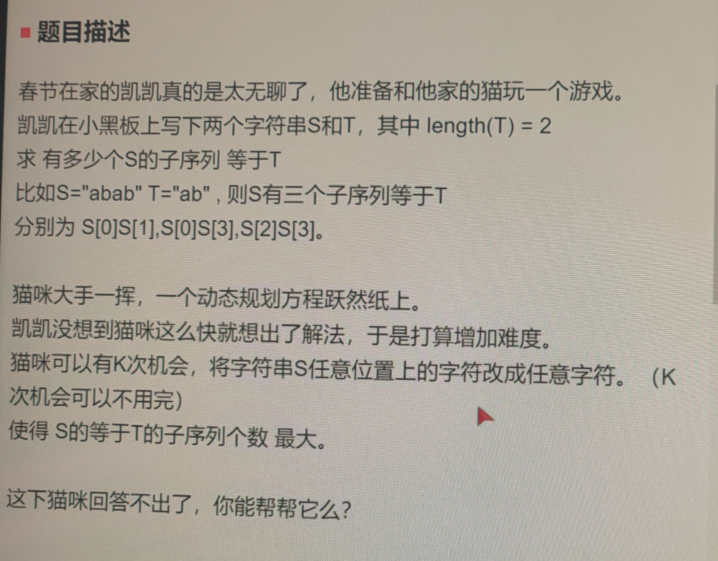 题目描述
春节在家的凯凯真的是太无聊了，他准备和他家的猫玩一个游戏。
凯凯在小黑板上写下两个字符串S和T，其中 length(T) = 2
求 有多少个S的子序列 等于T
比如S="abab" T="ab" , 则S有三个子序列等于T
分别为 S[0]S[1],S[0]S[3],S[2]S[3]。
猫咪大手一挥，一个动态规划方程跃然纸上。
凯凯没想到猫咪这么快就想出了解法，于是打算增加难度。
猫咪可以有K次机会，将字符串S任意位置上的字符改成任意字符。（K
次机会可以不用完）
使得 S的等于T的子序列个数 最大。
这下猫咪回答不出了，你能帮帮它么？